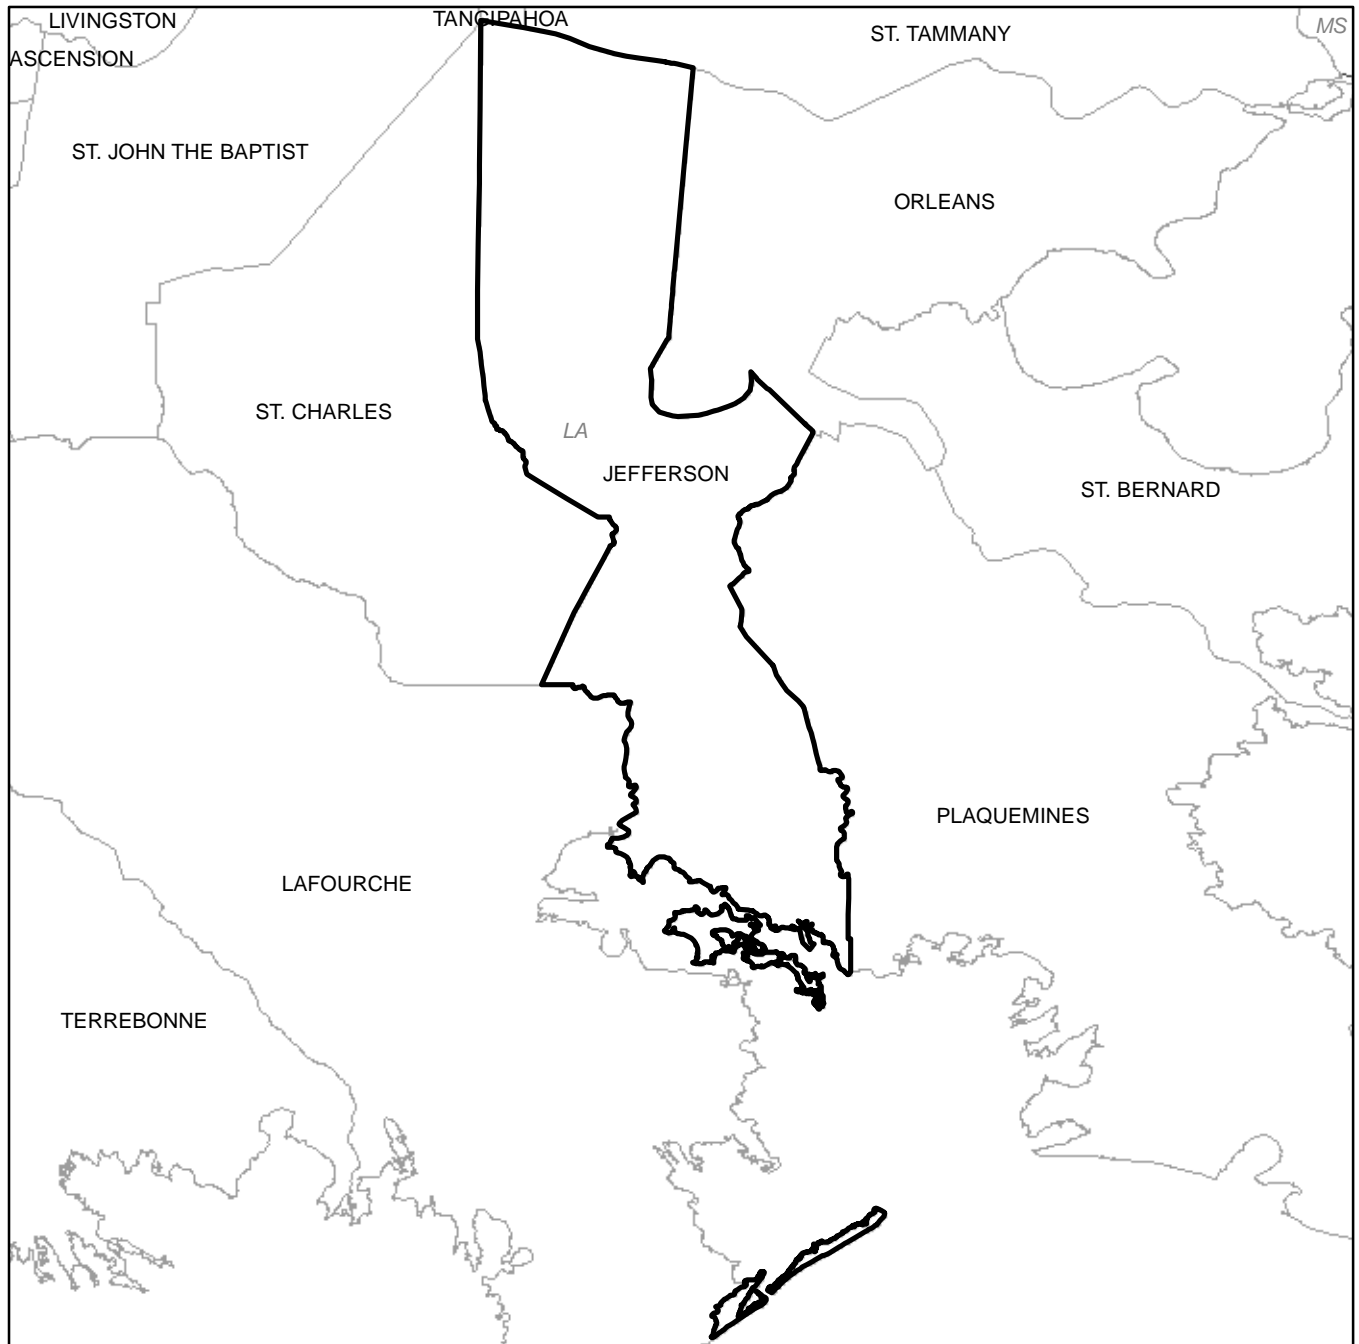 LIVINGSTON
TANGIPAHOA
ST. TAMMANY
MS
ASCENSION
ST. JOHN THE BAPTIST
ORLEANS
ST. CHARLES
LA
JEFFERSON
ST. BERNARD
PLAQUEMINES
LAFOURCHE
TERREBONNE